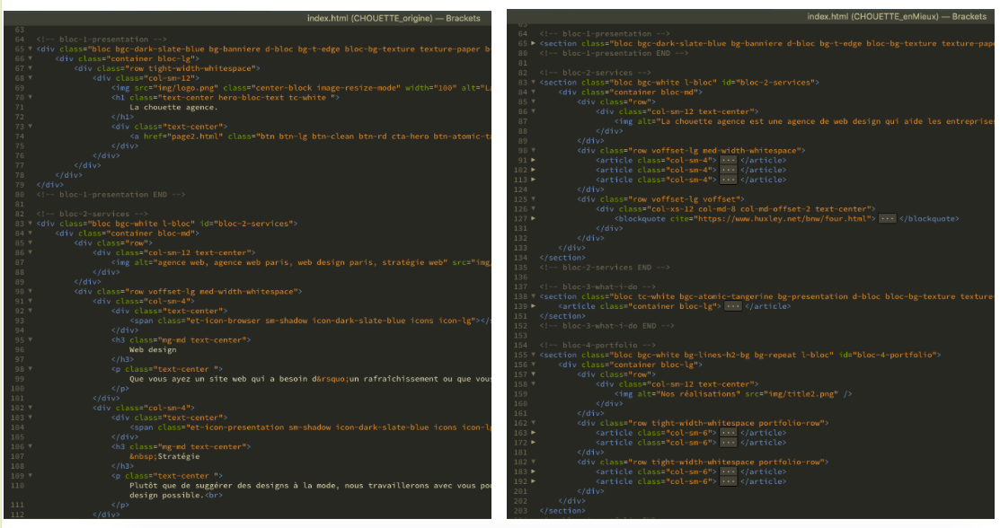 index.html (CHOUETTE_origine) — Brackets
63
64 <!-- bloc-1-presentation -->
65 <div class="bloc bgc-dark-slate-blue bg-banniere d-bloc bg-t-edge bloc-bg-texture texture-paper b
66 <div class="container bloc-lg">
67 <div class="row tight-width-whitespace">
68 <div class="col-sm-12">
69 <img src="img/logo.png" class="center-block image-resize-mode" width="100" alt="La
70 <h1 class="text-center hero-bloc-text tc-white ">
71 La chouette agence.
72 </h1>
73 <div class="text-center">
74 <a href="page2.html" class="btn btn-lg btn-clean btn-rd cta-hero btn-atomic-ta
75 </div>
76 </div>
77 </div>
78 </div>
79 </div>
80 <!-- bloc-1-presentation END -->
81
82 <!-- bloc-2-services -->
83 <div class="bloc bgc-white l-bloc" id="bloc-2-services">
84 <div class="container bloc-md">
85 <div class="row">
86 <div class="col-sm-12 text-center">
87 <img alt="agence web, agence web paris, web design paris, stratégie web" src="img/
88 </div>
89 </div>
90 <div class="row voffset-lg med-width-whitespace">
91 <div class="col-sm-4">
92 <div class="text-center">
93 <span class="et-icon-browser sm-shadow icon-dark-slate-blue icons icon-lg"></s
94 </div>
95 <h3 class="mg-md text-center">
96 Web design
97 </h3>
98 <p class="text-center ">
99 Que vous ayez un site web qui a besoin d&rsquo;un rafraîchissement ou que vous
100 </p>
101 </div>
102 <div class="col-sm-4">
103 <div class="text-center">
104 <span class="et-icon-presentation sm-shadow icon-dark-slate-blue icons icon-lg
105 </div>
106 <h3 class="mg-md text-center">
107 &nbsp;Stratégie
108 </h3>
109 <p class="text-center ">
110 Plutôt que de suggérer des designs à la mode, nous travaillerons avec vous pou
design possible.<br>
111 </p>
112 </div>
index.html (CHOUETTE_enMieux) — Brackets
63
64 <!-- bloc-1-presentation -->
65 <section class="bloc bgc-dark-slate-blue bg-banniere d-bloc bg-t-edge bloc-bg-texture texture-pape
80 <!-- bloc-1-presentation END -->
81
82 <!-- bloc-2-services -->
83 <section class="bloc bgc-white l-bloc" id="bloc-2-services">
84 <div class="container bloc-md">
85 <div class="row">
86 <div class="col-sm-12 text-center">
87 <img alt="La chouette agence est une agence de web design qui aide les entreprises
88 </div>
89 </div>
90 <div class="row voffset-lg med-width-whitespace">
91 <article class="col-sm-4"> ... </article>
102 <article class="col-sm-4"> ... </article>
113 <article class="col-sm-4"> ... </article>
124 </div>
125 <div class="row voffset-lg voffset">
126 <div class="col-xs-12 col-md-8 col-md-offset-2 text-center">
127 <blockquote cite="https://www.huxley.net/bnw/four.html"> ... </blockquote>
131 </div>
132 </div>
133 </div>
134 </section>
135 <!-- bloc-2-services END -->
136
137 <!-- bloc-3-what-i-do -->
138 <section class="bloc tc-white bgc-atomic-tangerine bg-presentation d-bloc bloc-bg-texture texture-
139 <article class="container bloc-lg"> ... </article>
151 </section>
152 <!-- bloc-3-what-i-do END -->
153
154 <!-- bloc-4-portfolio -->
155 <section class="bloc bgc-white bg-lines-h2-bg bg-repeat l-bloc" id="bloc-4-portfolio">
156 <div class="container bloc-lg">
157 <div class="row">
158 <div class="col-sm-12 text-center">
159 <img alt="Nos réalisations" src="img/title2.png" />
160 </div>
161 </div>
162 <div class="row tight-width-whitespace portfolio-row">
163 <article class="col-sm-6"> ... </article>
172 <article class="col-sm-6"> ... </article>
181 </div>
182 <div class="row tight-width-whitespace portfolio-row">
183 <article class="col-sm-6"> ... </article>
192 <article class="col-sm-6"> ... </article>
201 </div>
202 </div>
203 </section>